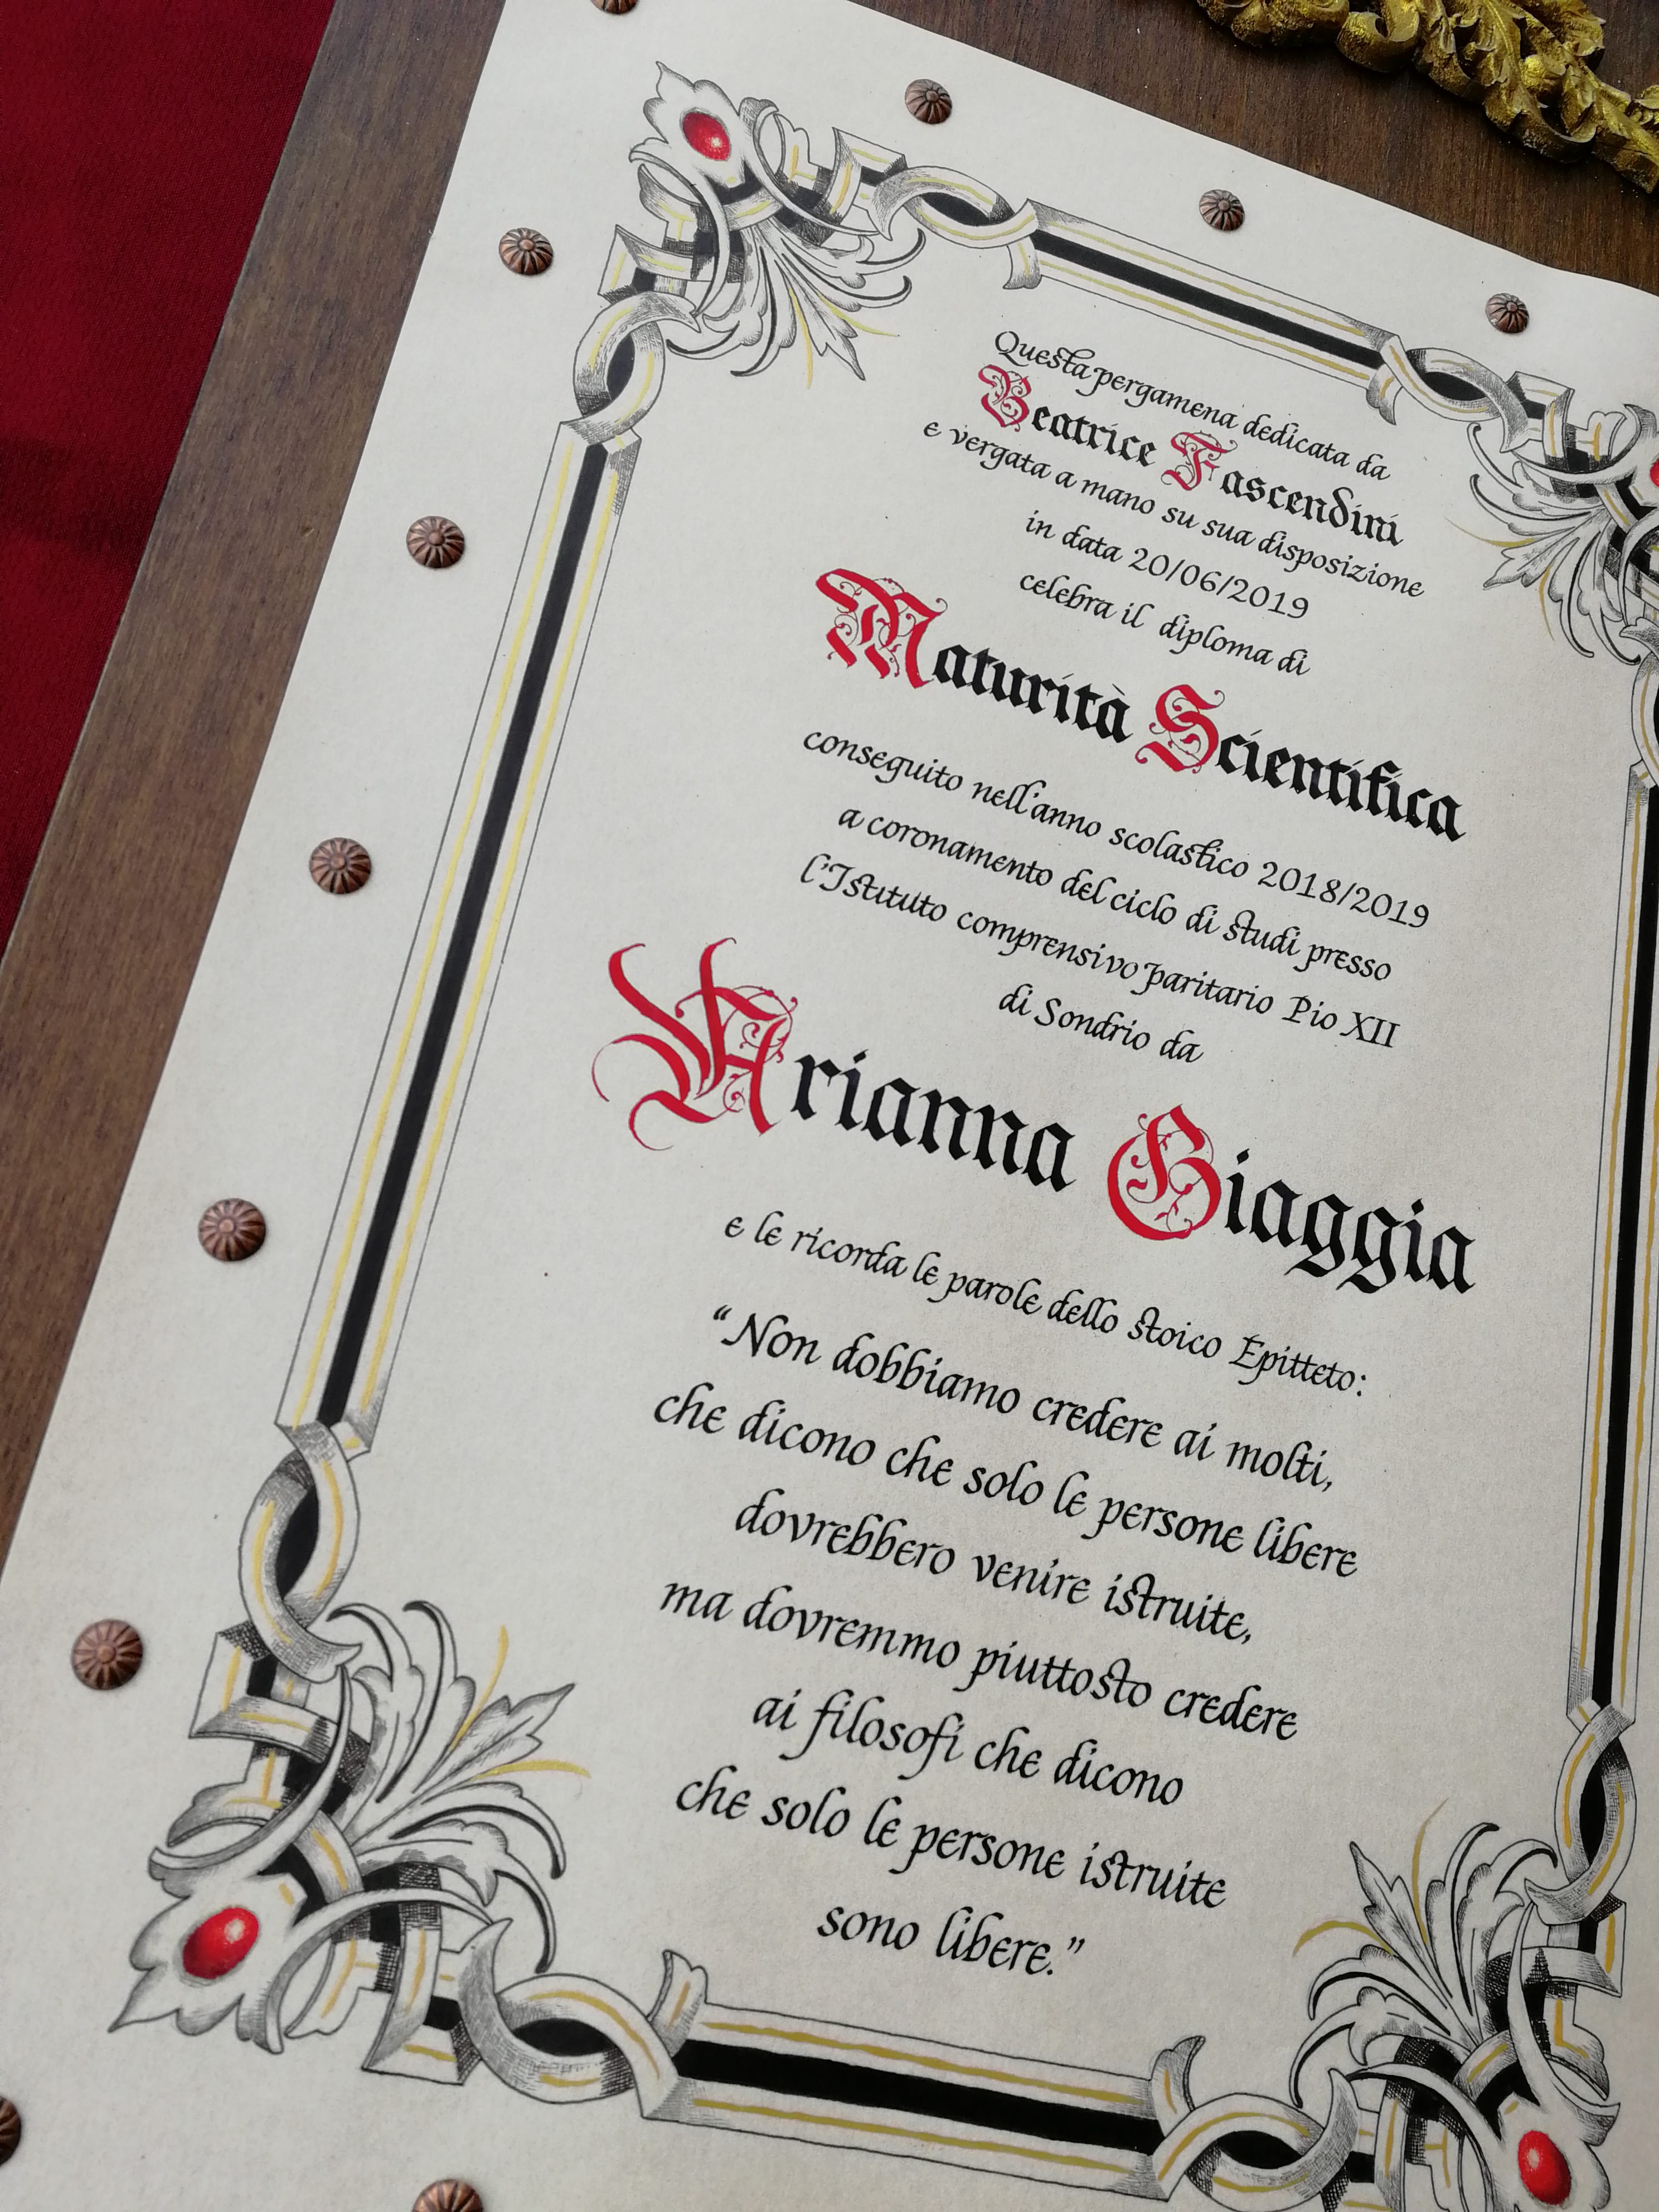 Questa pergamena dedicata da
Beatrice Fascendini
e vergata a mano su sua disposizione
in data 20/06/2019
celebra il diploma di
Maturità Scientifica
conseguito nell'anno scolastico 2018/2019
a coronamento del ciclo di studi presso
l'Istituto comprensivo paritario Pio XII
di Sondrio da
Arianna Giaggia
e le ricorda le parole dello stoico Epitteto:
“Non dobbiamo credere ai molti,
che dicono che solo le persone libere
dovrebbero venire istruite,
ma dovremmo piuttosto credere
ai filosofi che dicono
che solo le persone istruite
sono libere.”